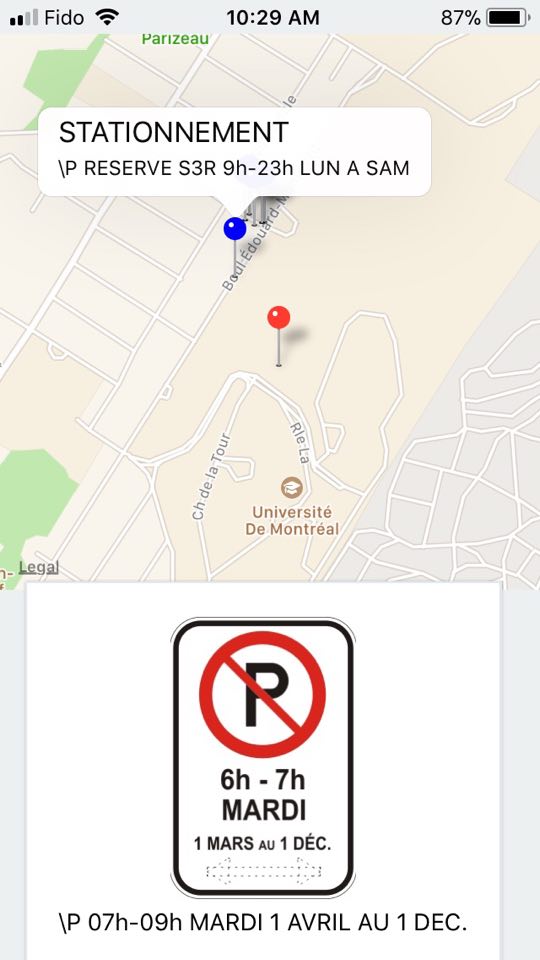 Fido 10:29 AM 87%
Parizeau
STATIONNEMENT
\P RESERVE S3R 9h-23h LUN A SAM
Boul Édouard-M
Ch de la Tour
Rle La
Université
De Montréal
Legal
P
6h - 7h
MARDI
1 MARS AU 1 DÉC.
\P 07h-09h MARDI 1 AVRIL AU 1 DEC.